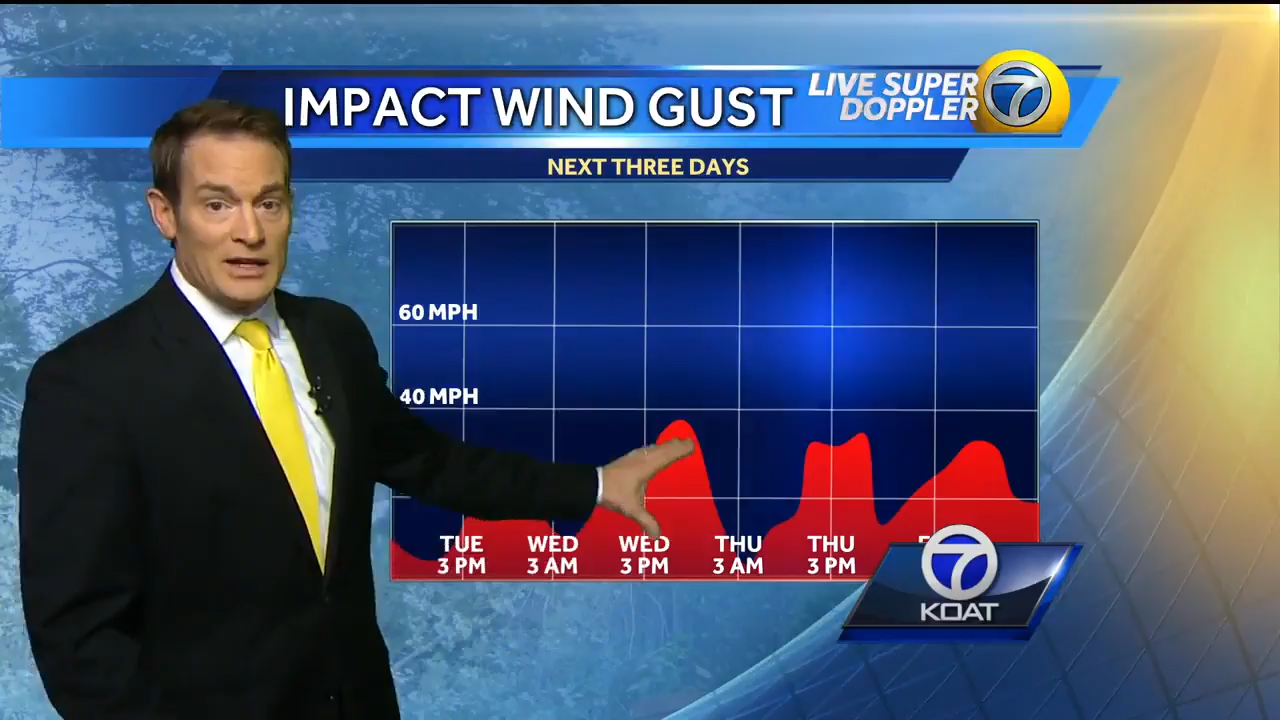 IMPACT WIND GUST
LIVE SUPER
DOPPLER 7
NEXT THREE DAYS
60 MPH
40 MPH
TUE
3 PM
WED
3 AM
WED
3 PM
THU
3 AM
THU
3 PM
7
KOAT